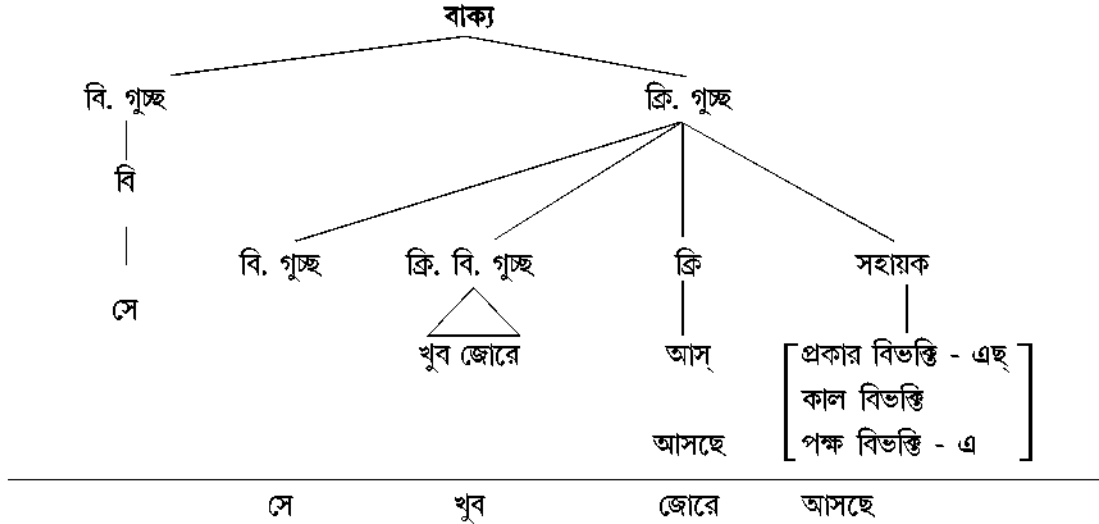 বাক্য
বি. গুচ্ছ ক্রি. গুচ্ছ
বি
বি. গুচ্ছ ক্রি. বি. গুচ্ছ ক্রি সহায়ক
সে
খুব জোরে আস্ প্রকার বিভক্তি - এছ্
কাল বিভক্তি
আসছে পক্ষ বিভক্তি - এ
সে খুব জোরে আসছে